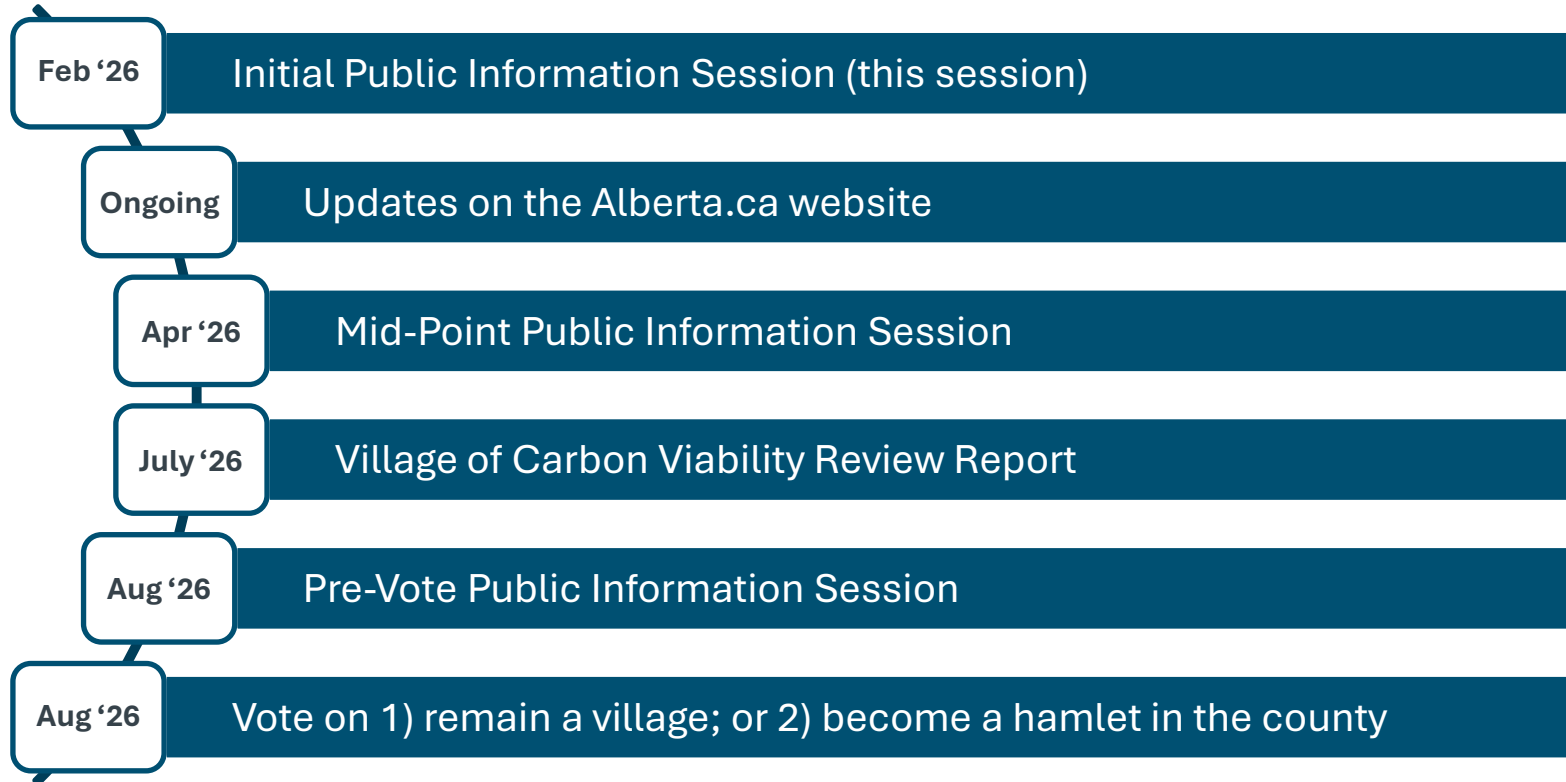 Feb ‘26
Initial Public Information Session (this session)
Ongoing
Updates on the Alberta.ca website
Apr ‘26
Mid-Point Public Information Session
July ‘26
Village of Carbon Viability Review Report
Aug ‘26
Pre-Vote Public Information Session
Aug ‘26
Vote on 1) remain a village; or 2) become a hamlet in the county